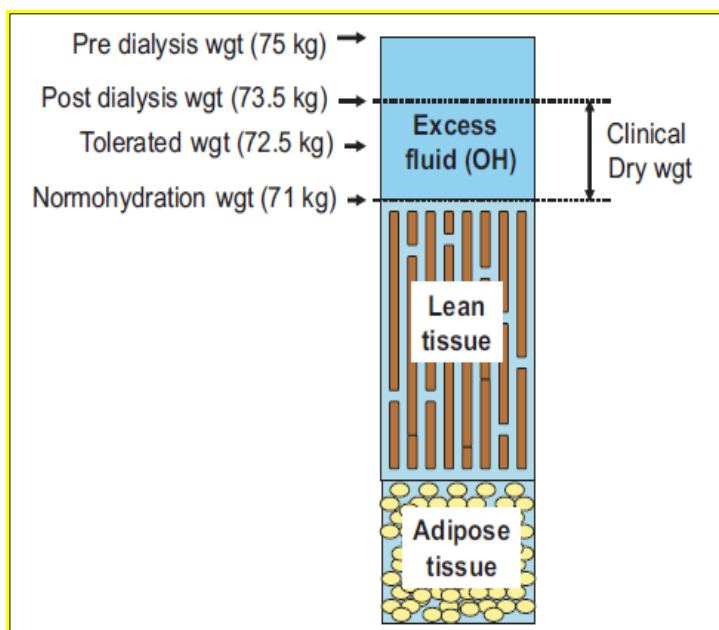 Pre dialysis wgt (75 kg)
Post dialysis wgt (73.5 kg)
Tolerated wgt (72.5 kg)
Normohydration wgt (71 kg)
Excess
fluid (OH)
Clinical
Dry wgt
Lean
tissue
Adipose
tissue